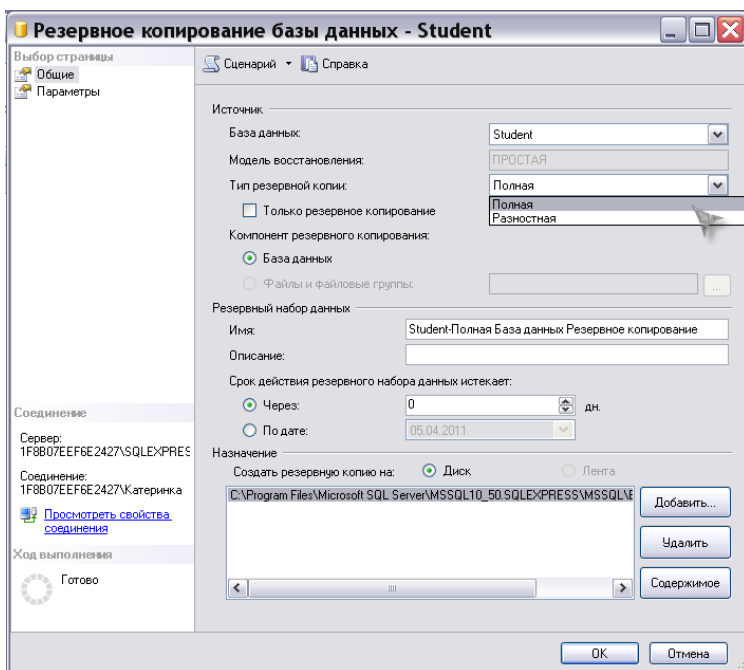 Резервное копирование базы данных - Student
Выбор страницы
Общие
Параметры
Сценарий
Справка
Источник
База данных:
Student
Модель восстановления:
ПРОСТАЯ
Тип резервной копии:
Полная
Полная
Разностная
Только резервное копирование
Компонент резервного копирования:
База данных
Файлы и файловые группы:
...
Резервный набор данных
Имя:
Student-Полная База данных Резервное копирование
Описание:
Срок действия резервного набора данных истекает:
Через:
0
дн.
По дате:
05.04.2011
Назначение
Создать резервную копию на:
Диск
Лента
C:\Program Files\Microsoft SQL Server\MSSQL10_50.SQLEXPRESS\MSSQL\E
Добавить...
Удалить
Содержимое
Соединение
Сервер:
1F8B07EEF6E2427\SQLEXPRES
Соединение:
1F8B07EEF6E2427\Катеринка
Просмотреть свойства
соединения
Ход выполнения
Готово
OK
Отмена